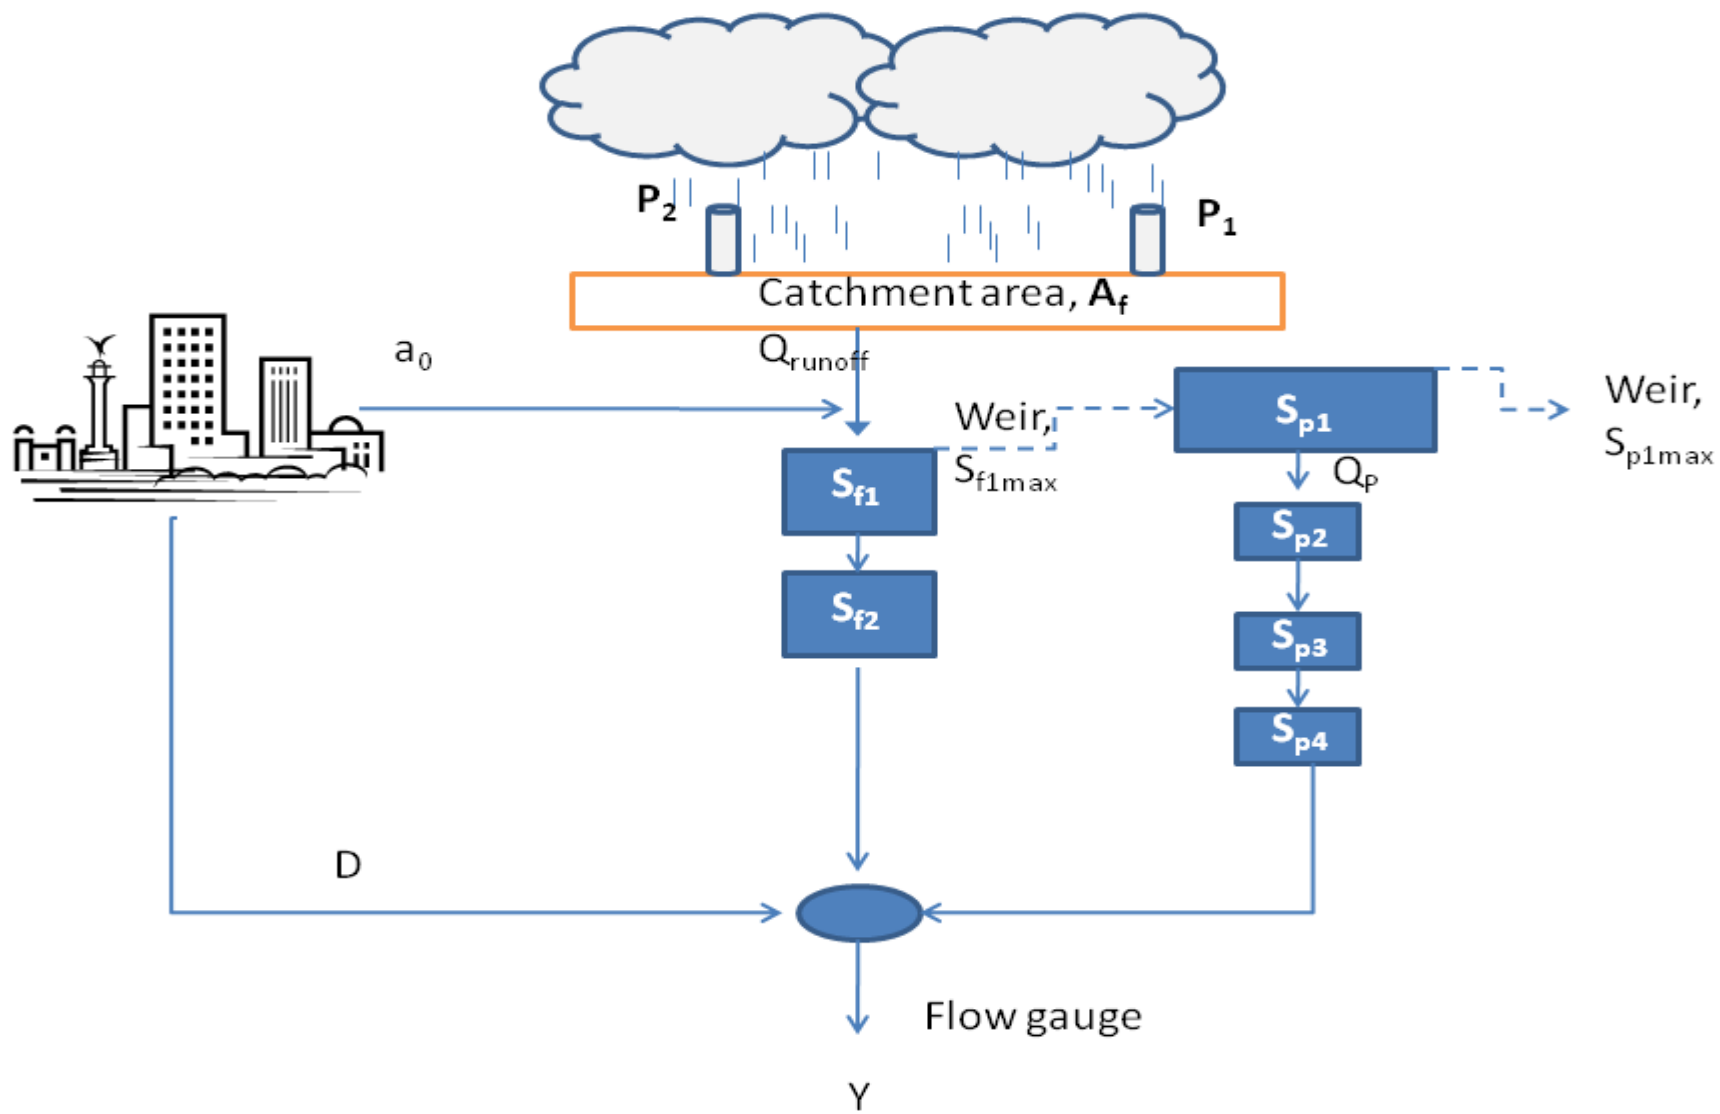 P2
P1
Catchment area, Af
a0
Qrunoff
Weir,
Sf1max
Sp1
Weir,
Sp1max
QP
Sf1
Sp2
Sf2
Sp3
Sp4
D
Flow gauge
Y